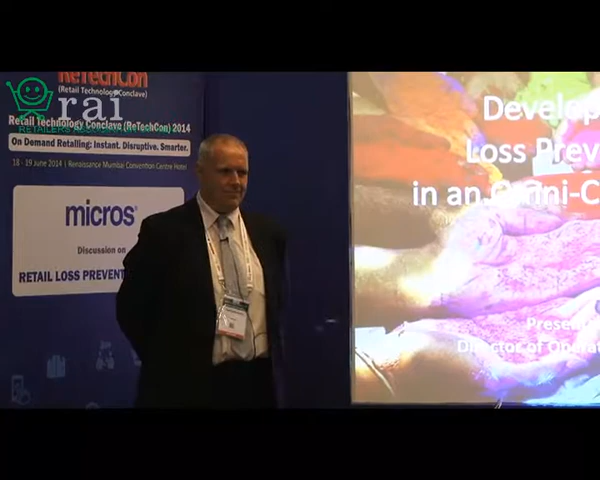 ReTechCon
(Retail Technology Conclave)
rai
Retail Technology Conclave (ReTechCon) 2014
On Demand Retailing: Instant. Disruptive. Smarter.
18 - 19 June 2014 | Renaissance Mumbai Convention Centre Hotel
micros®
Discussion on
RETAIL LOSS PREVENT
Develop
Loss Prev
in an Omni-C
Presente
Director of Operat